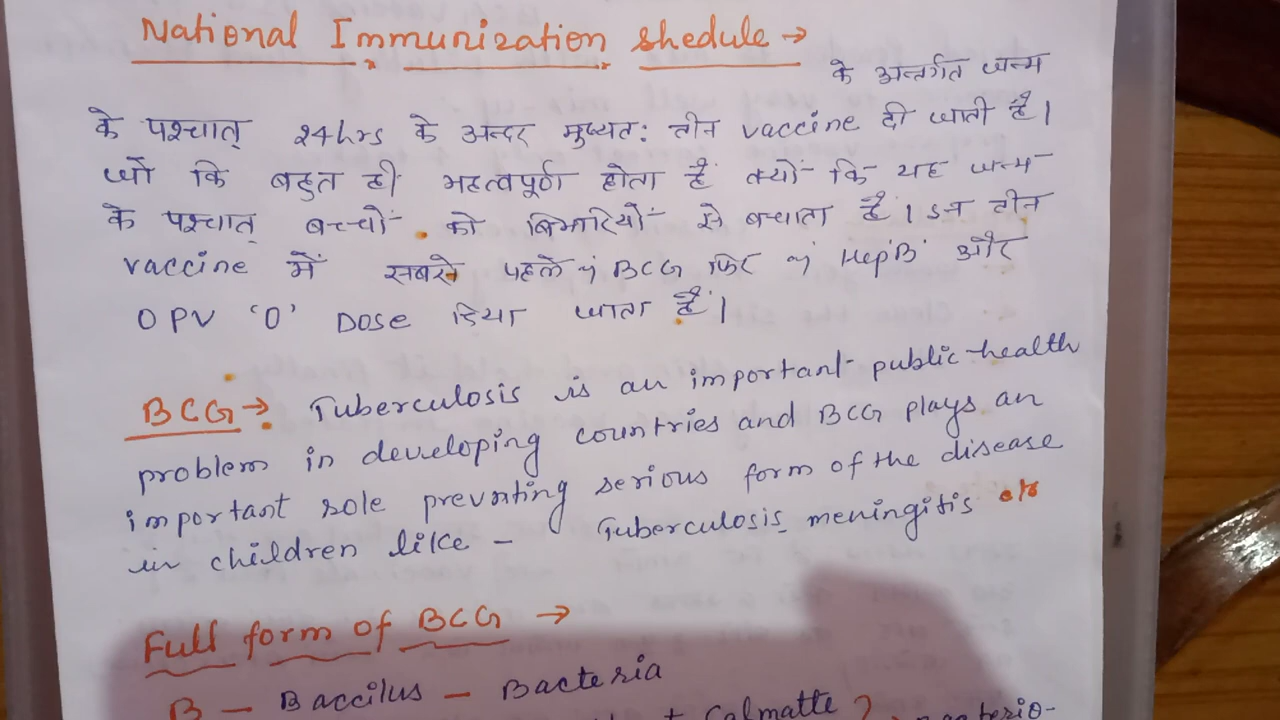 National Immunization shedule →
के अन्तर्गत जन्म
के पश्चात् 24hrs के अन्दर मुख्यत: तीन vaccine दी जाती है।
जो कि बहुत ही महत्वपूर्ण होता है क्यों कि यह जन्म
के पश्चात् बच्चों को बिमारियों से बचाता है। इन तीन
vaccine में सबसे पहले BCG फिर HepB और
OPV 'O' DOSE दिया जाता है।
BCG → Tuberculosis is an important public health
problem in developing countries and BCG plays an
important role prevnting serious form of the disease
in children like - Tuberculosis meningitis
Full form of BCG →
B - Baccilus - Bacteria
+ Calmatte